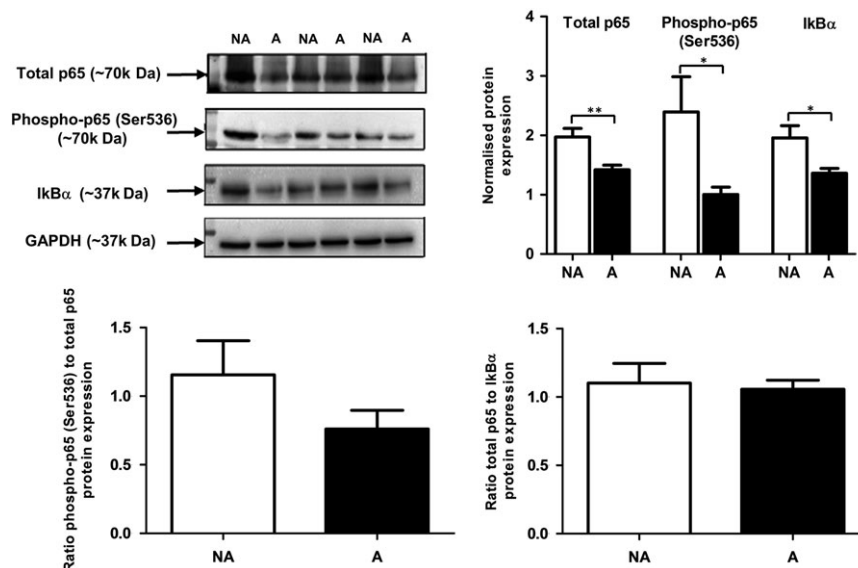 NA A NA A NA A
Total p65 (~70k Da)
Phospho-p65 (Ser536)
(~70k Da)
IkBα (~37k Da)
GAPDH (~37k Da)
Normalised protein
expression
4
3
2
1
0
Total p65 Phospho-p65 IkBα
(Ser536)
** * *
NA A NA A NA A
Ratio phospho-p65 (Ser536) to total p65
protein expression
1.5
1.0
0.5
0.0
NA A
Ratio total p65 to IkBα
protein expression
1.5
1.0
0.5
0.0
NA A